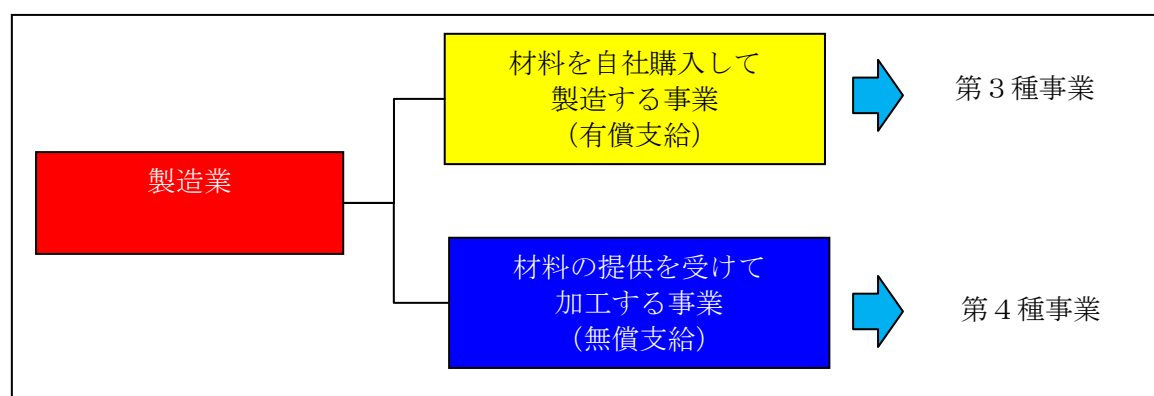 材料を自社購入して
製造する事業
（有償支給）
第３種事業
製造業
材料の提供を受けて
加工する事業
（無償支給）
第４種事業